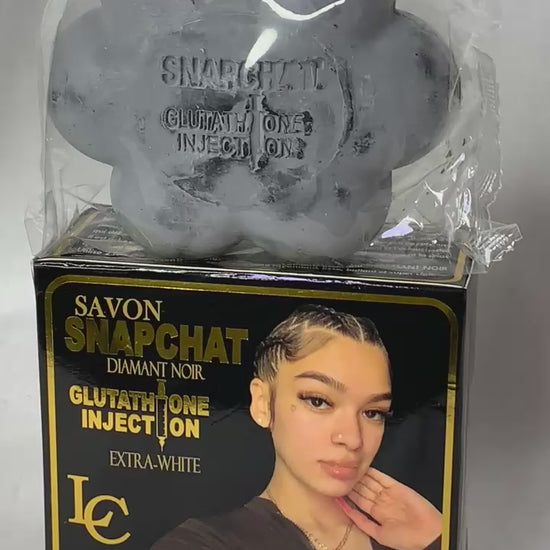 SNAPCHAT
GLUTATHIONE
INJECTION
SAVON
SNAPCHAT
DIAMANT NOIR
GLUTATHIONE
INJECTION
EXTRA-WHITE
LC